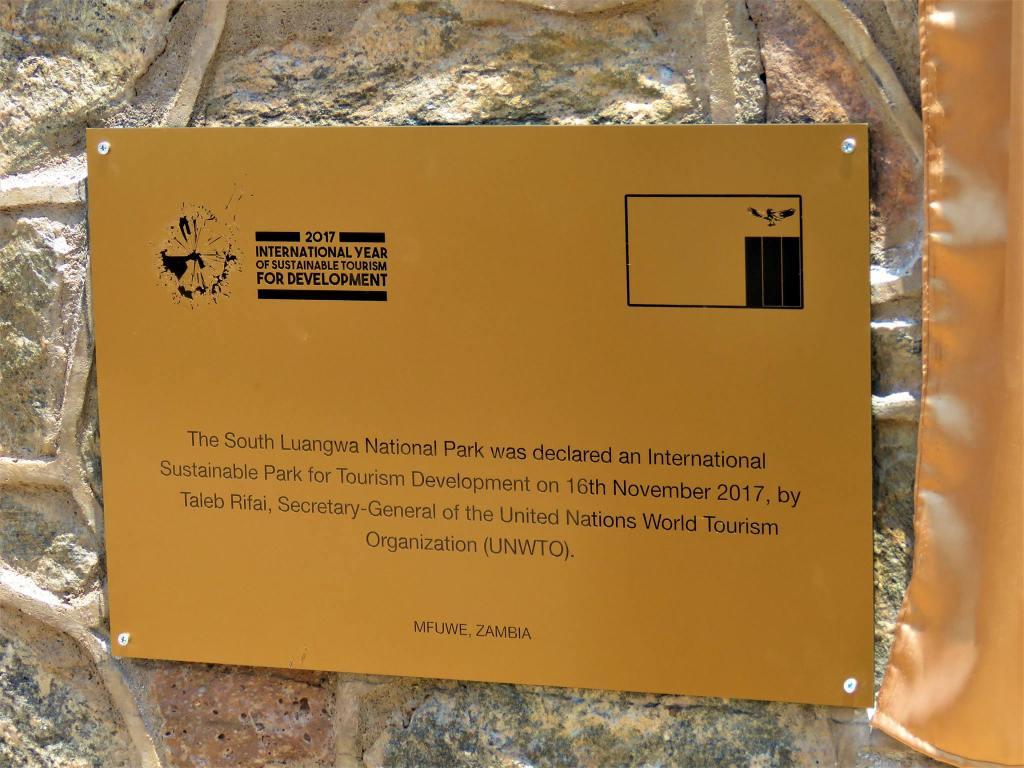 2017
INTERNATIONAL YEAR
OF SUSTAINABLE TOURISM
FOR DEVELOPMENT
The South Luangwa National Park was declared an International
Sustainable Park for Tourism Development on 16th November 2017, by
Taleb Rifai, Secretary-General of the United Nations World Tourism
Organization (UNWTO).
MFUWE, ZAMBIA